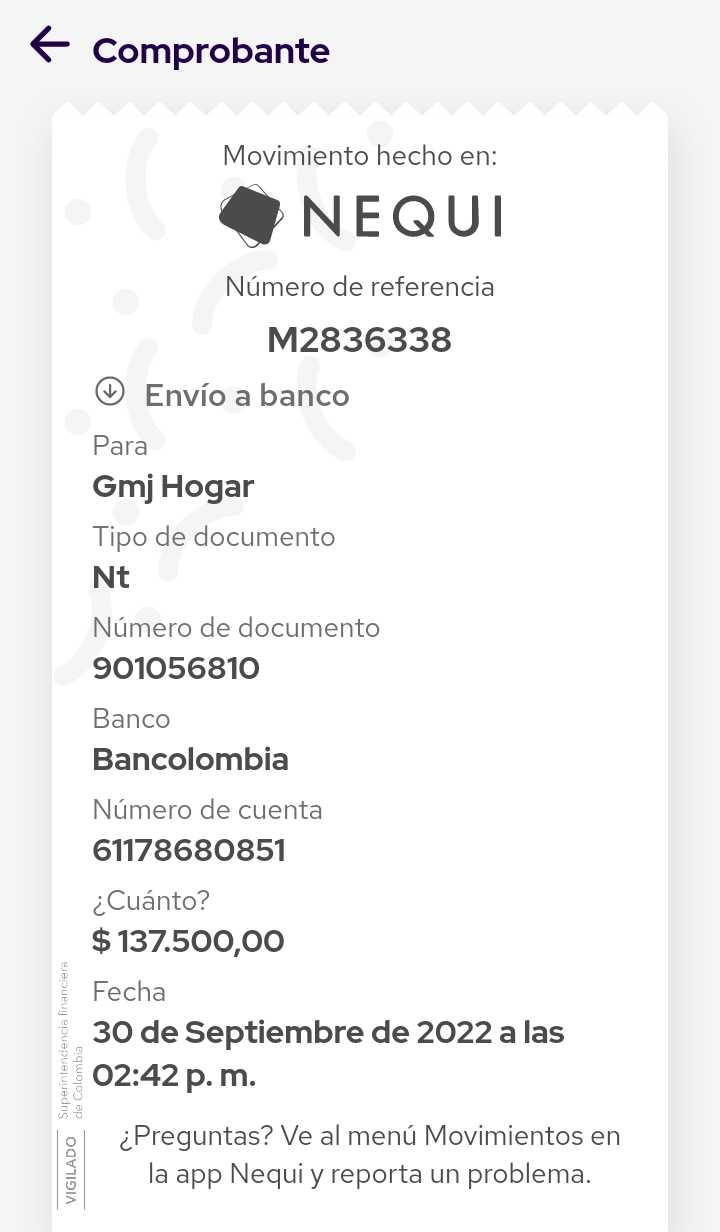 Comprobante
Movimiento hecho en:
NEQUI
Número de referencia
M2836338
Envío a banco
Para
Gmj Hogar
Tipo de documento
Nt
Número de documento
901056810
Banco
Bancolombia
Número de cuenta
61178680851
¿Cuánto?
$ 137.500,00
Fecha
30 de Septiembre de 2022 a las
02:42 p. m.
¿Preguntas? Ve al menú Movimientos en
la app Nequi y reporta un problema.
VIGILADO
Superintendencia financiera
de Colombia